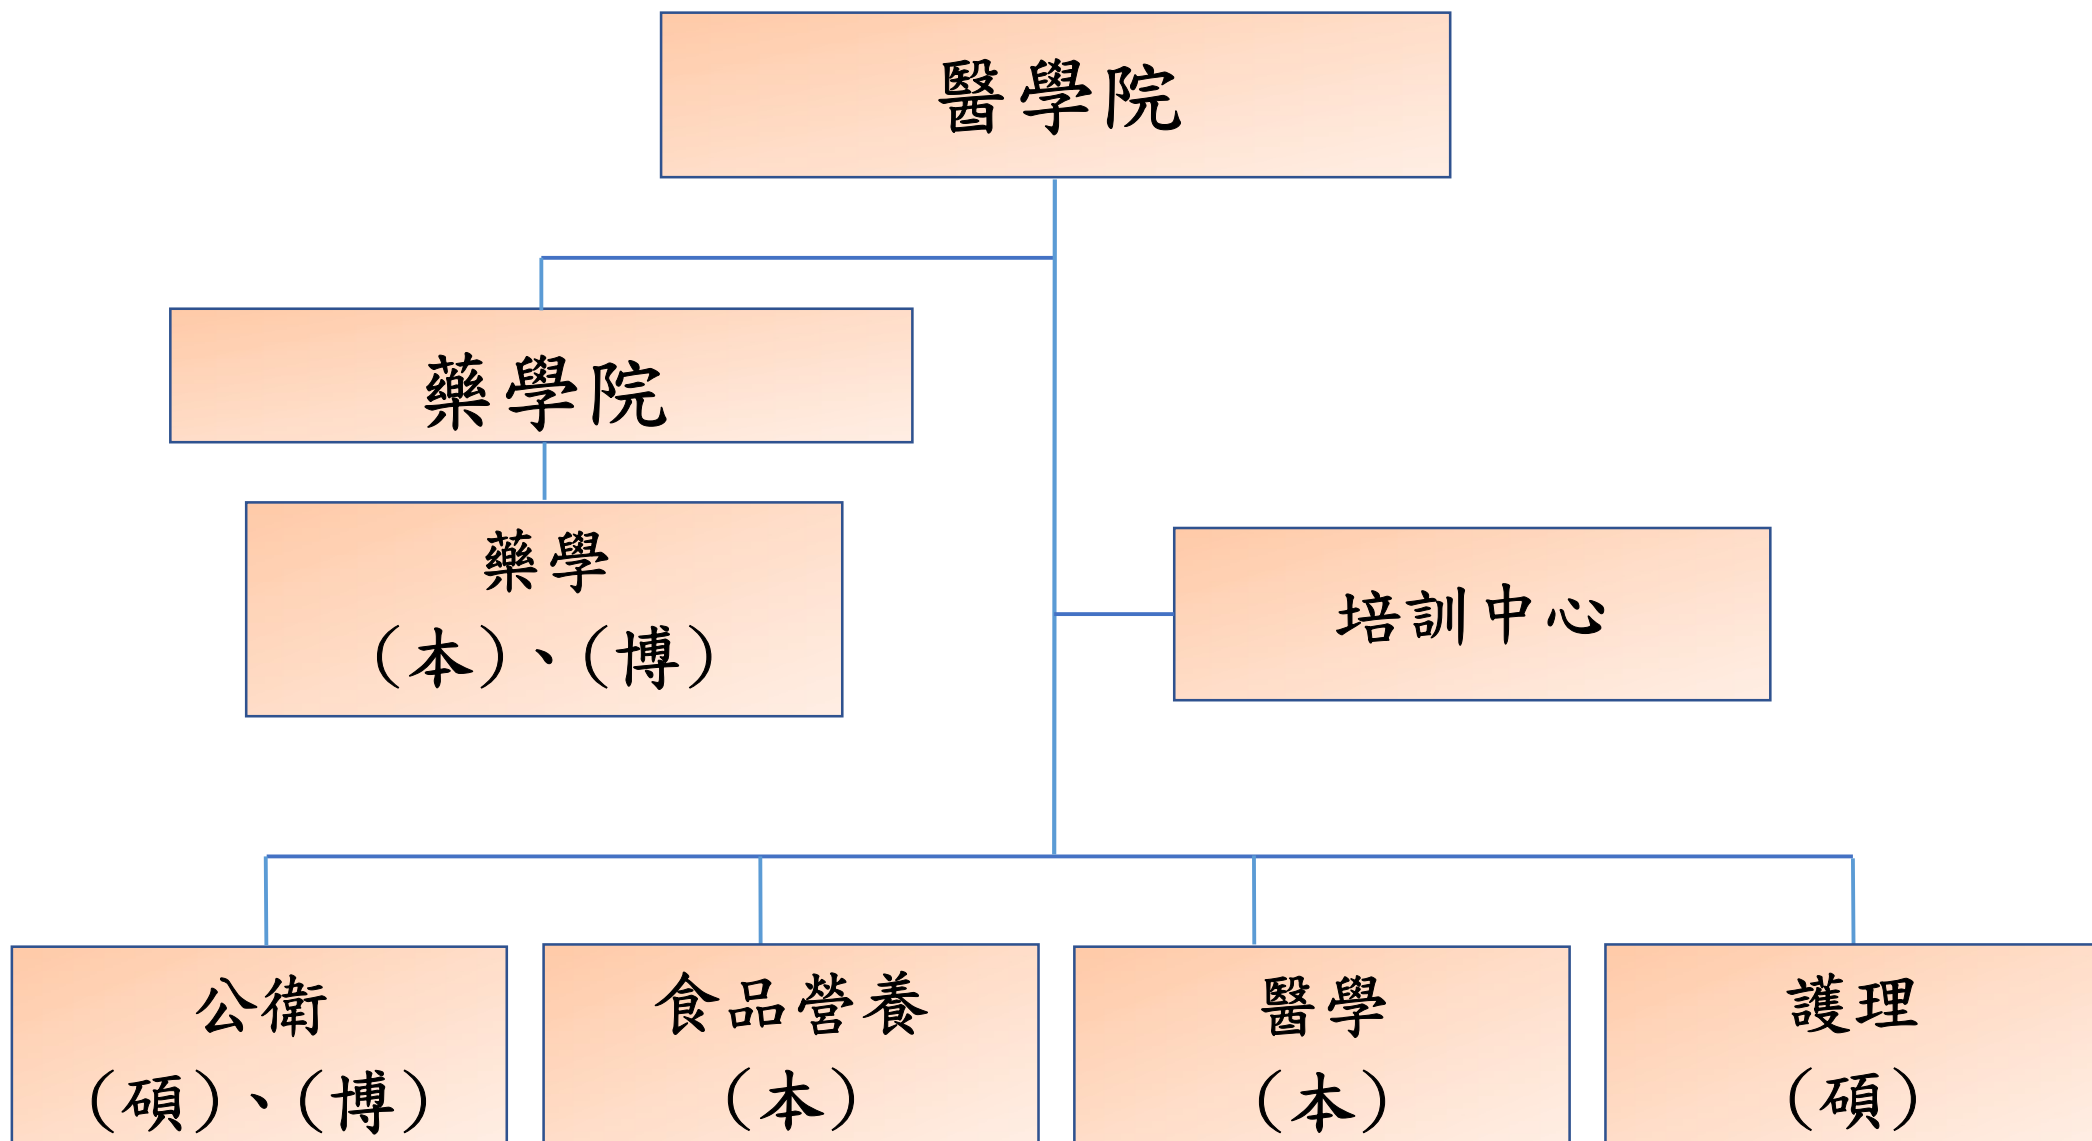 醫學院
藥學院
藥學
(本)、(博)
培訓中心
公衛
(碩)、(博)
食品營養
(本)
醫學
(本)
護理
(碩)